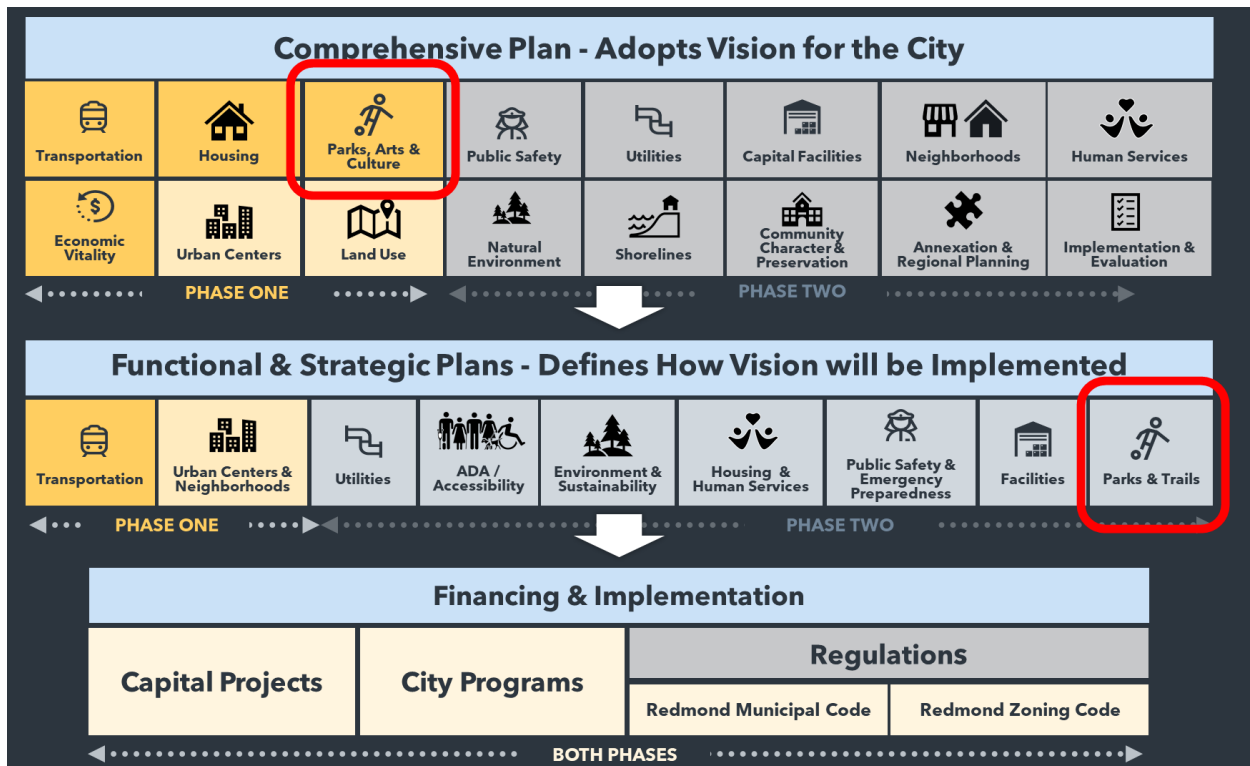 Comprehensive Plan - Adopts Vision for the City
Transportation
Housing
Parks, Arts &
Culture
Public Safety
Utilities
Capital Facilities
Neighborhoods
Human Services
Economic
Vitality
Urban Centers
Land Use
Natural
Environment
Shorelines
Community
Character &
Preservation
Annexation &
Regional Planning
Implementation &
Evaluation
PHASE ONE
PHASE TWO
Functional & Strategic Plans - Defines How Vision will be Implemented
Transportation
Urban Centers &
Neighborhoods
Utilities
ADA /
Accessibility
Environment &
Sustainability
Housing &
Human Services
Public Safety &
Emergency
Preparedness
Facilities
Parks & Trails
PHASE ONE
PHASE TWO
Financing & Implementation
Capital Projects
City Programs
Regulations
Redmond Municipal Code
Redmond Zoning Code
BOTH PHASES